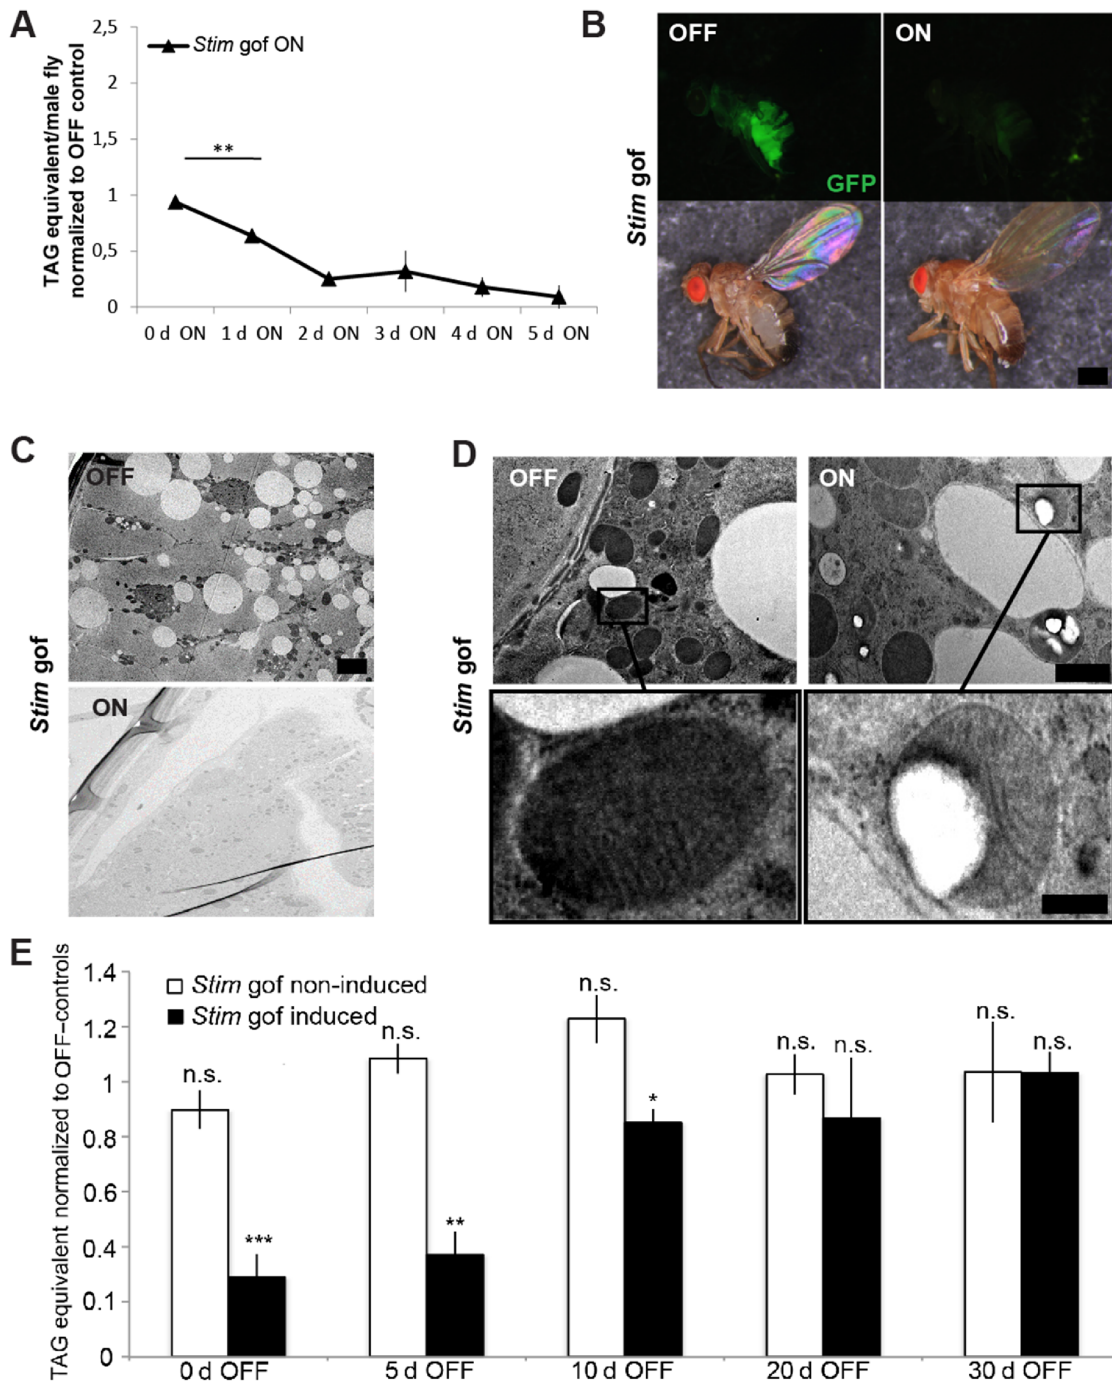 A
TAG equivalent/male fly
normalized to OFF control
2,5
2
1,5
1
0,5
0
Stim gof ON
**
0 d ON 1 d ON 2 d ON 3 d ON 4 d ON 5 d ON
B
Stim gof
OFF ON
GFP
C
Stim gof
OFF
ON
D
Stim gof
OFF ON
E
TAG equivalent normalized to OFF-controls
1.4
1.2
1
0.8
0.6
0.4
0.1
0
Stim gof non-induced
Stim gof induced
n.s. *** n.s. ** n.s. * n.s. n.s. n.s. n.s.
0 d OFF 5 d OFF 10 d OFF 20 d OFF 30 d OFF